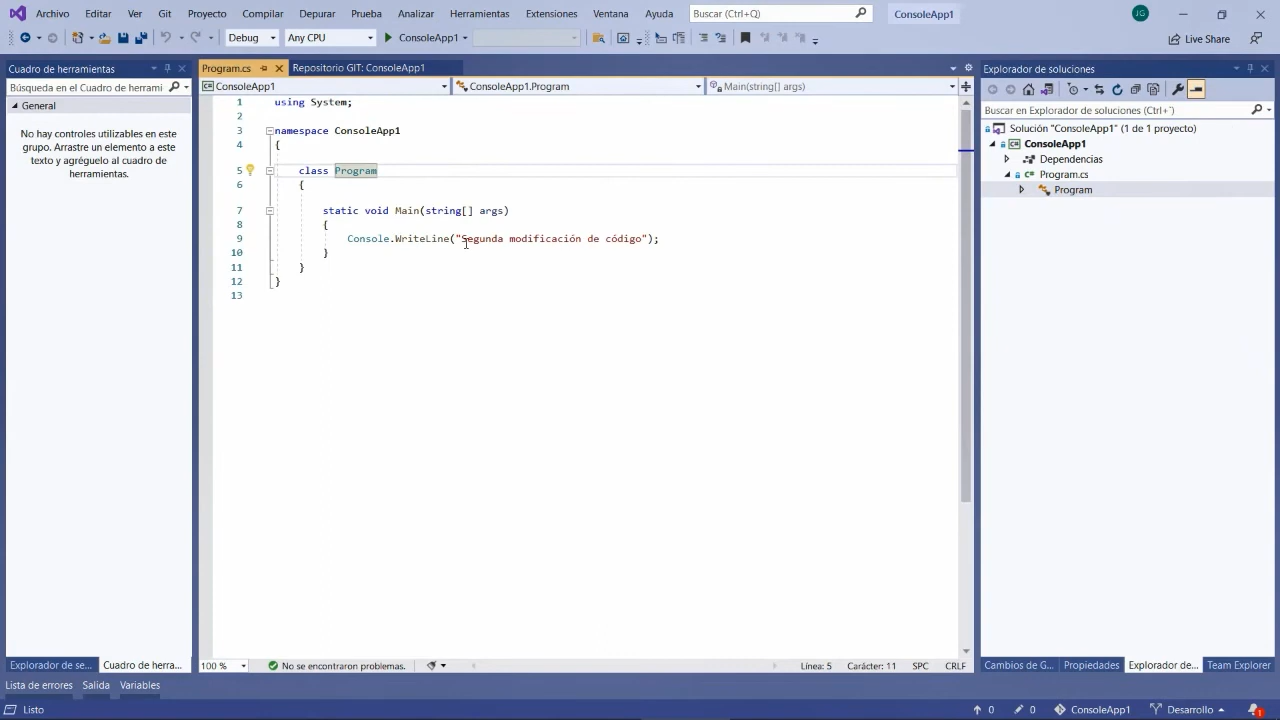 Archivo Editar Ver Git Proyecto Compilar Depurar Prueba Analizar Herramientas Extensiones Ventana Ayuda Buscar (Ctrl+Q) ConsoleApp1 JG
Debug Any CPU ConsoleApp1 Live Share
Cuadro de herramientas
Búsqueda en el Cuadro de herrami
General
No hay controles utilizables en este
grupo. Arrastre un elemento a este
texto y agréguelo al cuadro de
herramientas.
Program.cs Repositorio GIT: ConsoleApp1
ConsoleApp1 ConsoleApp1.Program Main(string[] args)
1 using System;
2
3 namespace ConsoleApp1
4 {
5 class Program
6 {
7 static void Main(string[] args)
8 {
9 Console.WriteLine("Segunda modificación de código");
10 }
11 }
12 }
13
100 % No se encontraron problemas. Línea: 5 Carácter: 11 SPC CRLF
Explorador de soluciones
Buscar en Explorador de soluciones (Ctrl+¨)
Solución "ConsoleApp1" (1 de 1 proyecto)
ConsoleApp1
Dependencias
Program.cs
Program
Explorador de se... Cuadro de herra...
Cambios de G... Propiedades Explorador de... Team Explorer
Lista de errores Salida Variables
Listo 0 0 ConsoleApp1 Desarrollo 1